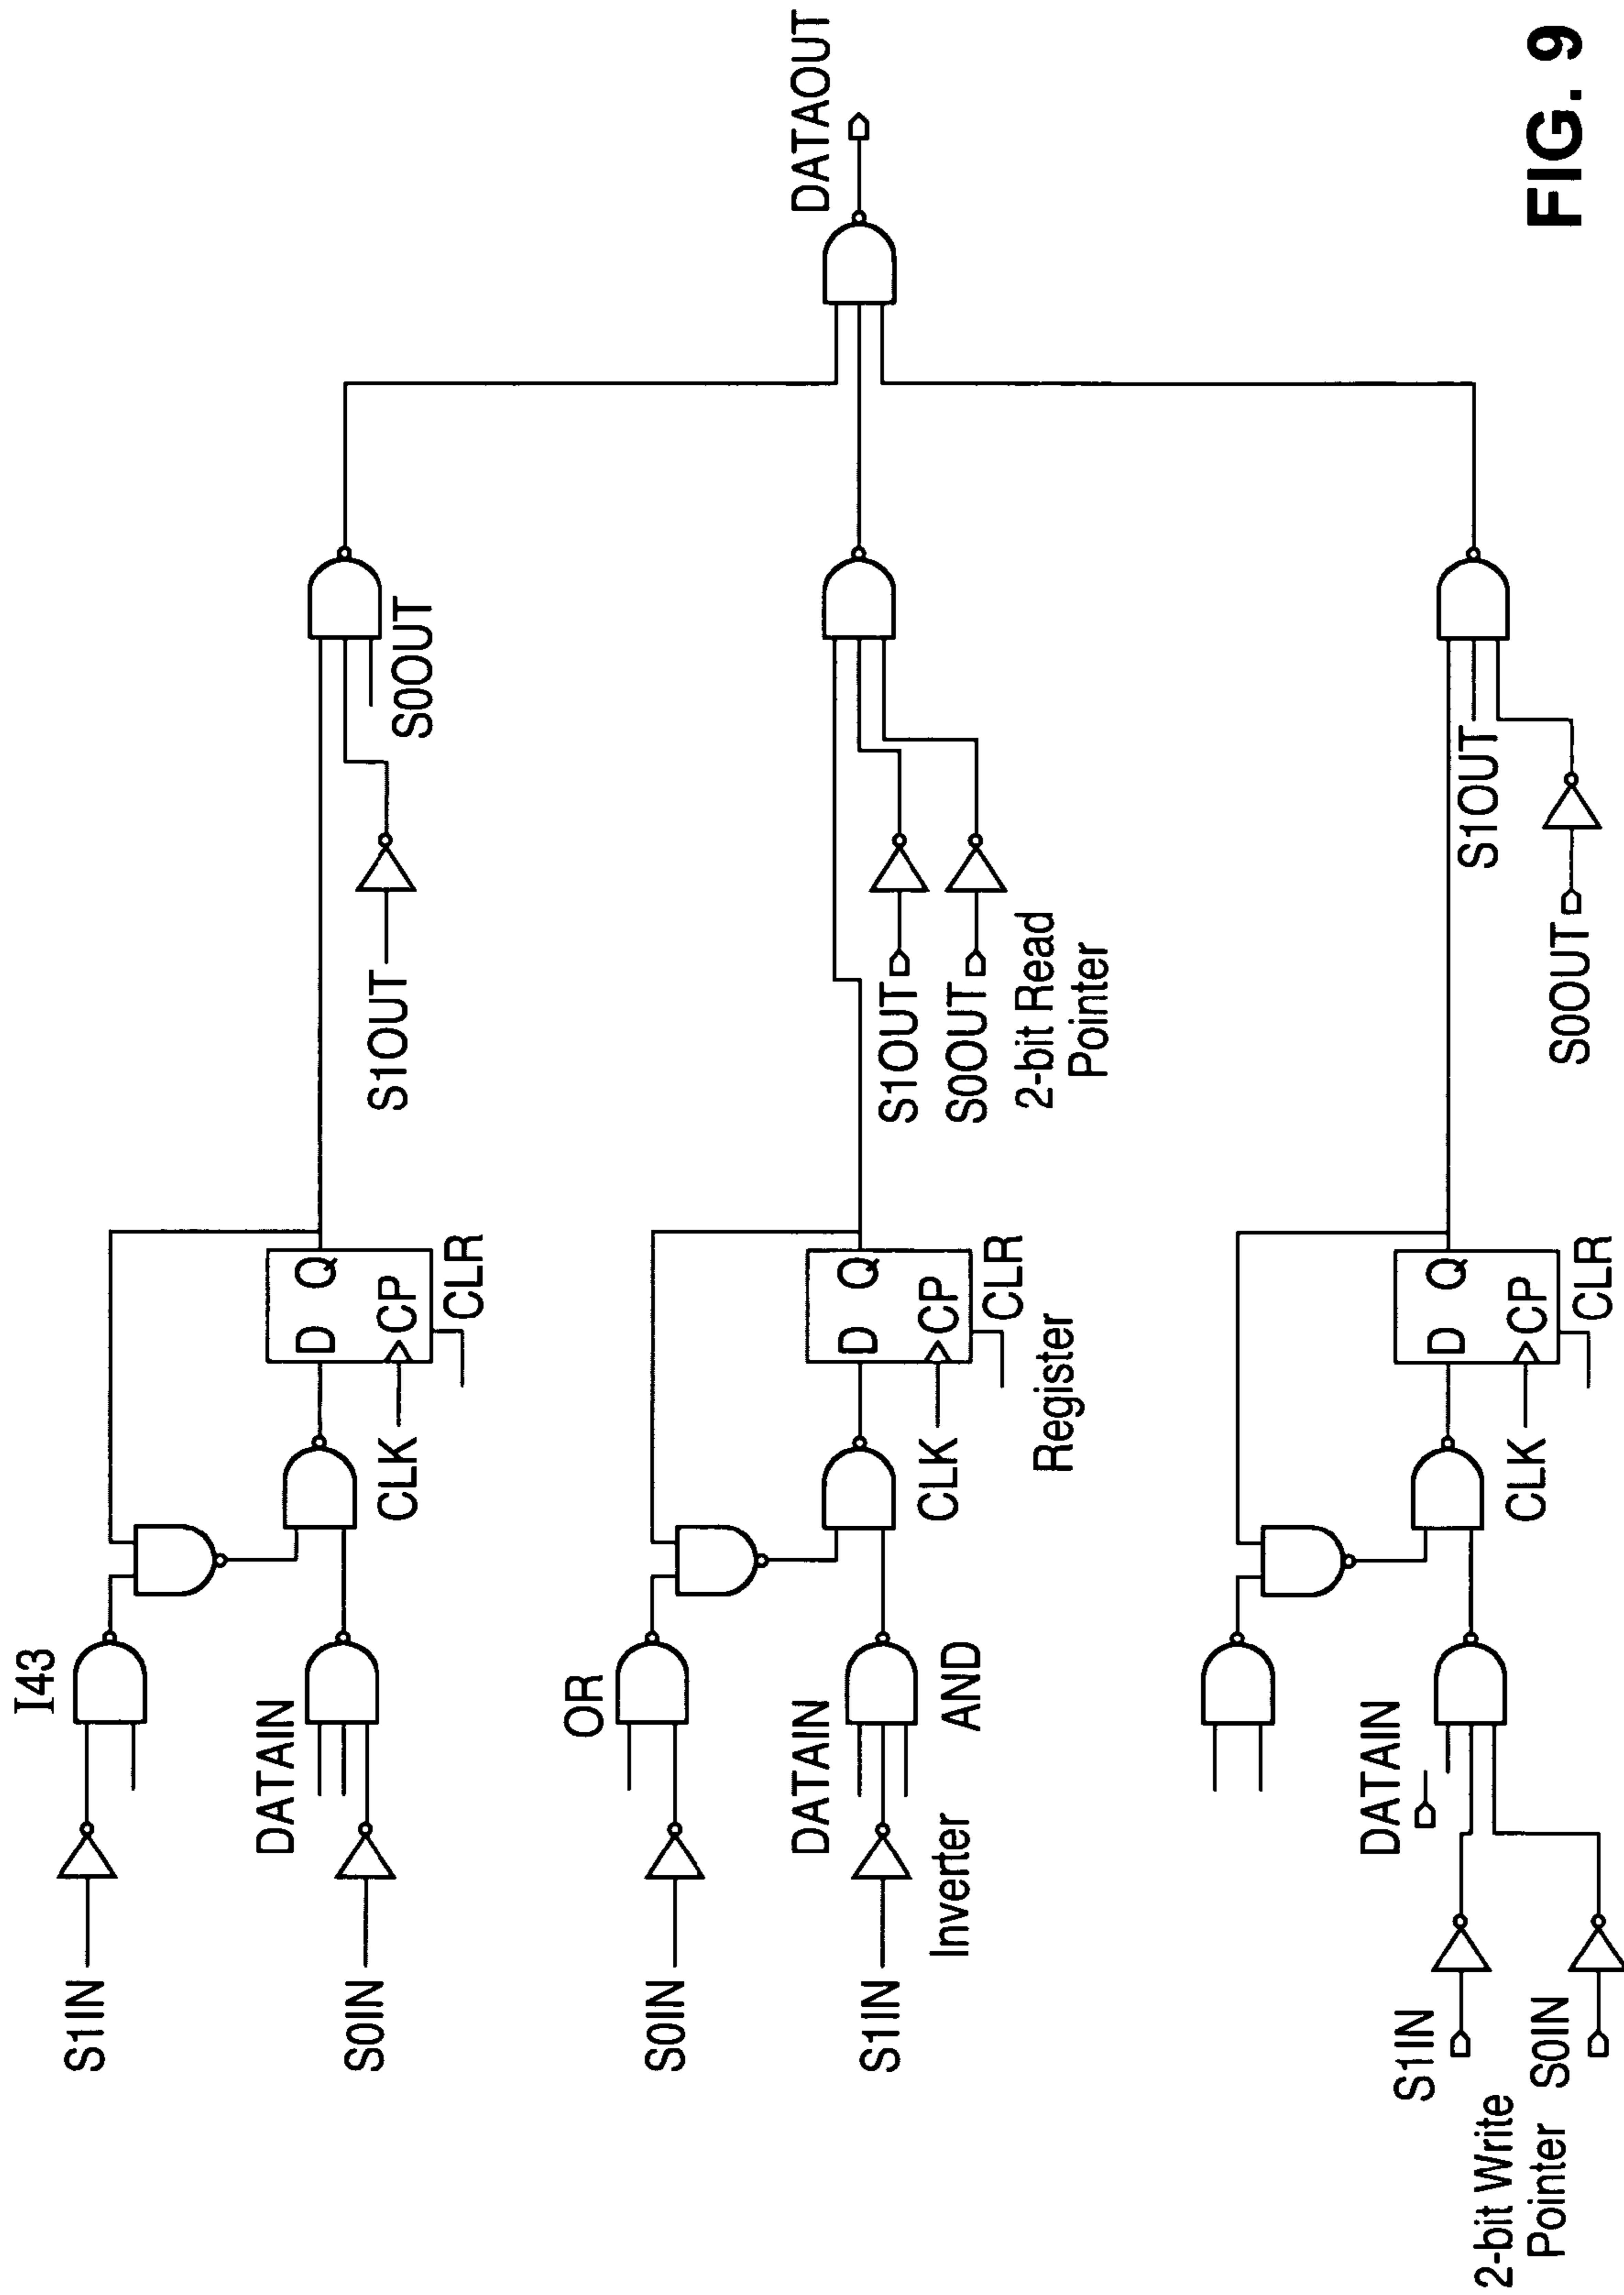 S1IN
I43
S0IN
DATAIN
CLK
D
Q
CP
CLR
S1OUT
S0OUT
S0IN
OR
S1IN
Inverter
DATAIN
AND
CLK
D
Q
CP
CLR
Register
S1OUT
S0OUT
2-bit Read
Pointer
DATAOUT
S1IN
2-bit Write
Pointer
S0IN
DATAIN
CLK
D
Q
CP
CLR
S1OUT
S0OUT
FIG. 9